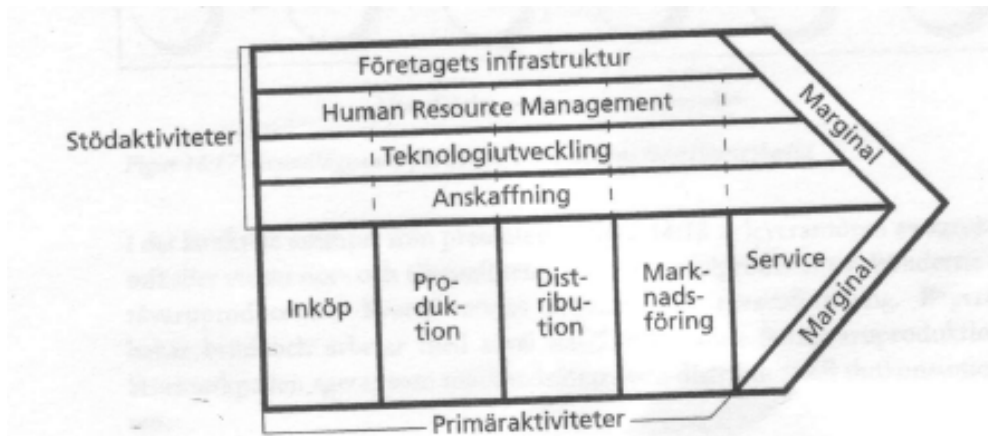 Företagets infrastruktur
Human Resource Management
Teknologiutveckling
Anskaffning
Stödaktiviteter
Marginal
Inköp
Pro-
duk-
tion
Dist-
ribu-
tion
Mark-
nads-
föring
Service
Marginal
Primäraktiviteter